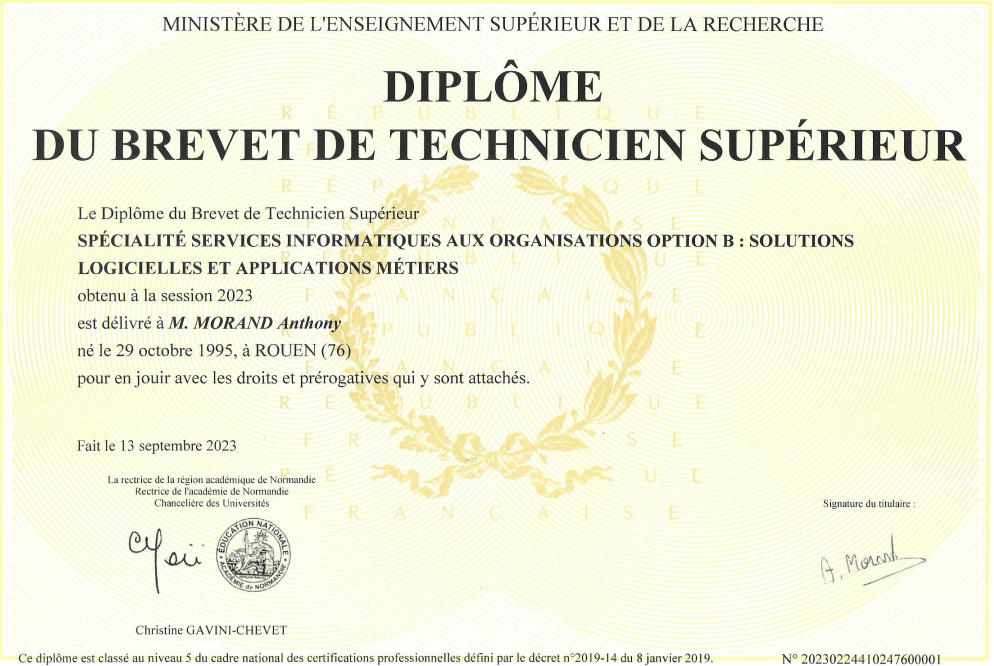 MINISTÈRE DE L'ENSEIGNEMENT SUPÉRIEUR ET DE LA RECHERCHE
DIPLÔME
DU BREVET DE TECHNICIEN SUPÉRIEUR
Le Diplôme du Brevet de Technicien Supérieur
SPÉCIALITÉ SERVICES INFORMATIQUES AUX ORGANISATIONS OPTION B : SOLUTIONS
LOGICIELLES ET APPLICATIONS MÉTIERS
obtenu à la session 2023
est délivré à M. MORAND Anthony
né le 29 octobre 1995, à ROUEN (76)
pour en jouir avec les droits et prérogatives qui y sont attachés.
Fait le 13 septembre 2023
La rectrice de la région académique de Normandie
Rectrice de l'académie de Normandie
Chancelière des Universités
Signature du titulaire :
ÉDUCATION NATIONALE
ACADÉMIE de NORMANDIE
A. Morand
Christine GAVINI-CHEVET
Ce diplôme est classé au niveau 5 du cadre national des certifications professionnelles défini par le décret n°2019-14 du 8 janvier 2019.
N° 20230224410247600001